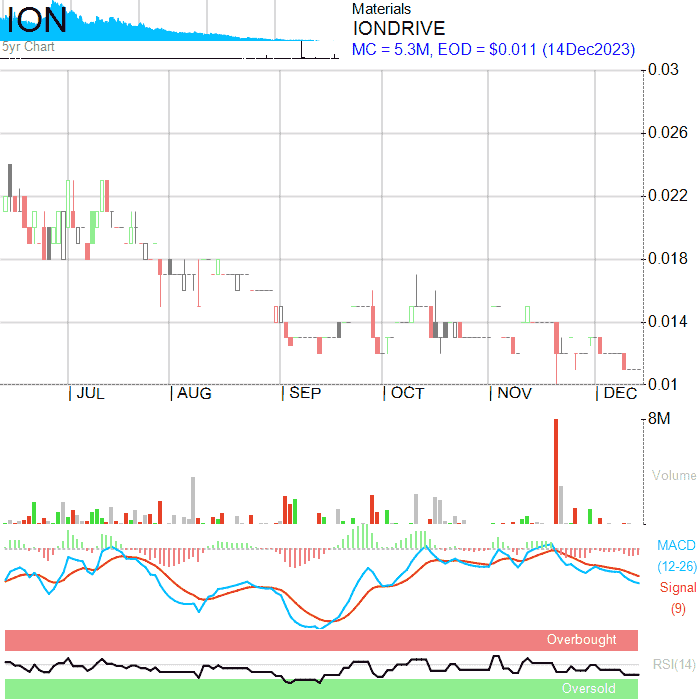 ION
5yr Chart
Materials
IONDRIVE
MC = 5.3M, EOD = $0.011 (14Dec2023)
0.03
0.026
0.022
0.018
0.014
0.01
JUL AUG SEP OCT NOV DEC
8M
Volume
MACD
(12-26)
Signal
(9)
Overbought
RSI(14)
Oversold